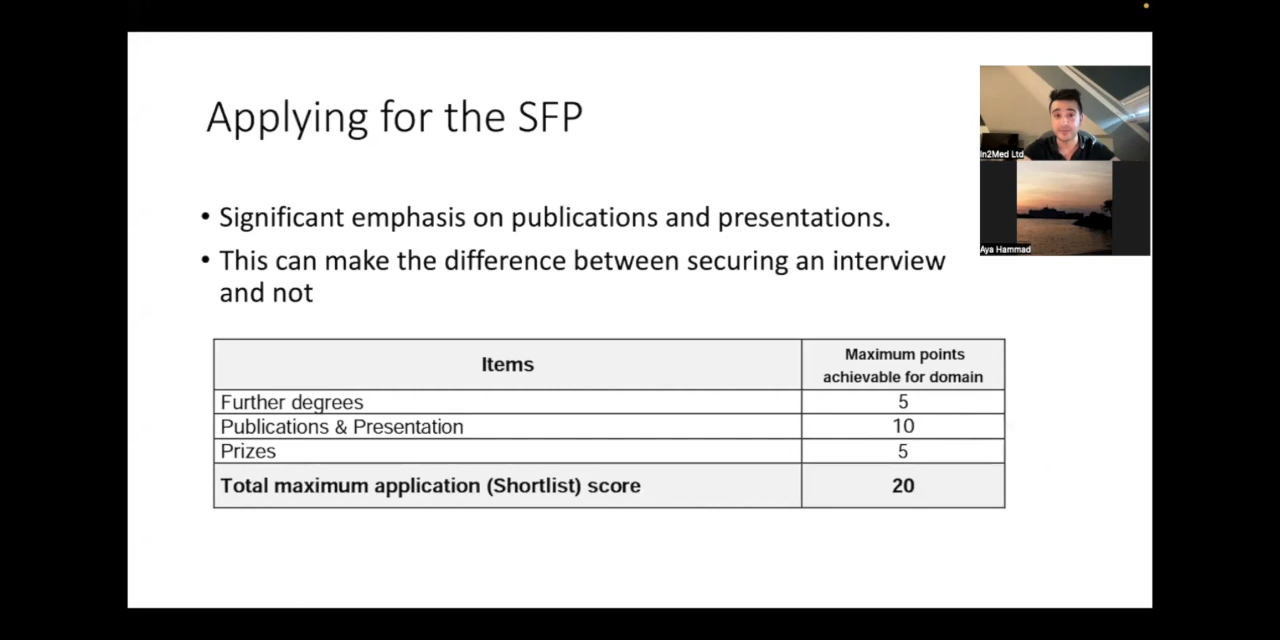 Applying for the SFP
In2Med Ltd
Aya Hammad
• Significant emphasis on publications and presentations.
• This can make the difference between securing an interview
and not
Items
Maximum points
achievable for domain
Further degrees 5
Publications & Presentation 10
Prizes 5
Total maximum application (Shortlist) score 20